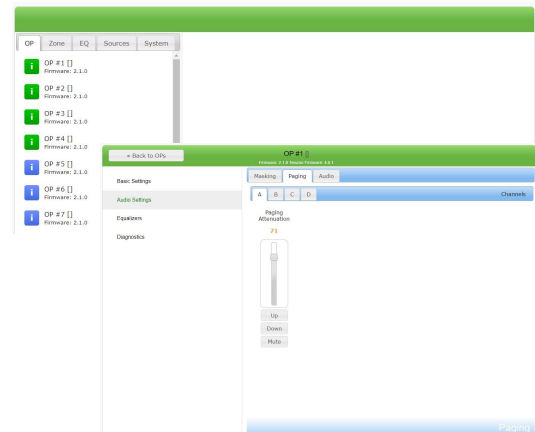 OP Zone EQ Sources System
i OP #1 []
Firmware: 2.1.0
i OP #2 []
Firmware: 2.1.0
i OP #3 []
Firmware: 2.1.0
i OP #4 []
Firmware: 2.1.0
i OP #5 []
Firmware: 2.1.0
i OP #6 []
Firmware: 2.1.0
i OP #7 []
Firmware: 2.1.0
Back to OPs
OP #1 []
Basic Settings
Audio Settings
Equalizers
Diagnostics
Masking Paging Audio
A B C D Channels
Paging
Attenuation
71
Up
Down
Mute
Paging